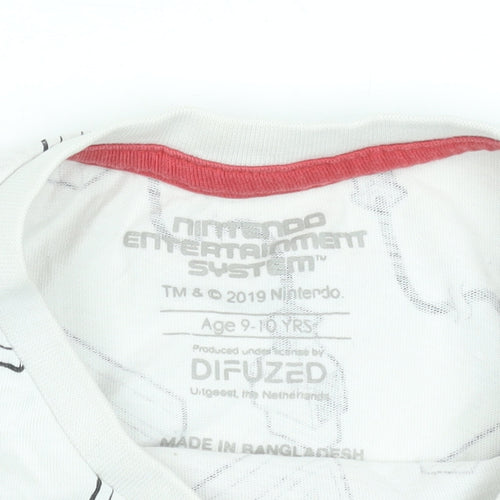 NINTENDO
ENTERTAINMENT
SYSTEM™
TM & © 2019 Nintendo.
Age 9-10 YRS
Produced under license by
DIFUZED
Uitgeest, the Netherlands
MADE IN BANGLADESH